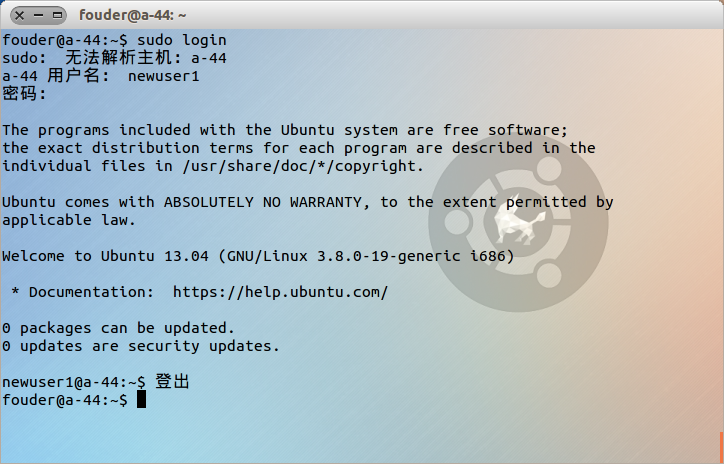 fouder@a-44: ~
fouder@a-44:~$ sudo login
sudo: 无法解析主机: a-44
a-44 用户名: newuser1
密码:
The programs included with the Ubuntu system are free software;
the exact distribution terms for each program are described in the
individual files in /usr/share/doc/*/copyright.
Ubuntu comes with ABSOLUTELY NO WARRANTY, to the extent permitted by
applicable law.
Welcome to Ubuntu 13.04 (GNU/Linux 3.8.0-19-generic i686)
* Documentation:  https://help.ubuntu.com/
0 packages can be updated.
0 updates are security updates.
newuser1@a-44:~$ 登出
fouder@a-44:~$